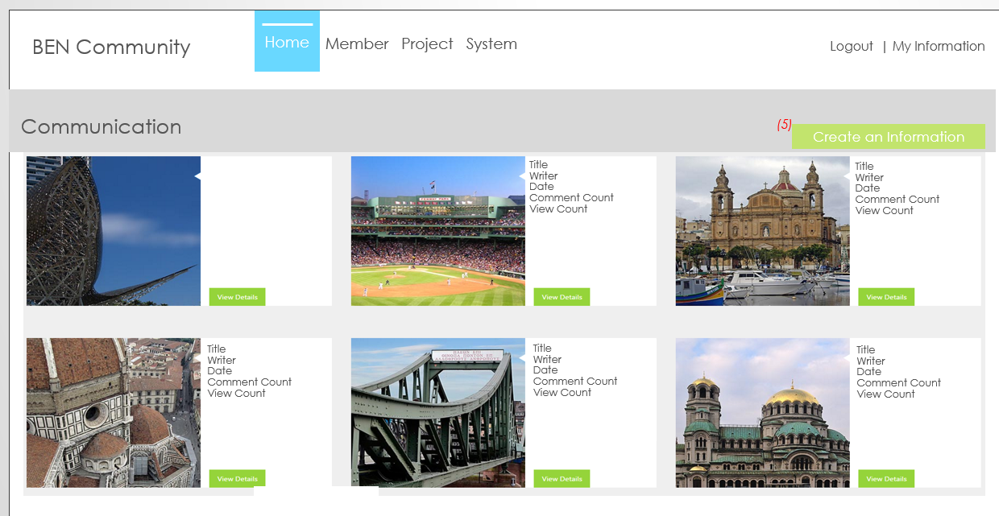 BEN Community
Home Member Project System
Logout | My Information
Communication
(5)
Create an Information
View Details
Title
Writer
Date
Comment Count
View Count
View Details
Title
Writer
Date
Comment Count
View Count
View Details
Title
Writer
Date
Comment Count
View Count
View Details
Title
Writer
Date
Comment Count
View Count
View Details
Title
Writer
Date
Comment Count
View Count
View Details